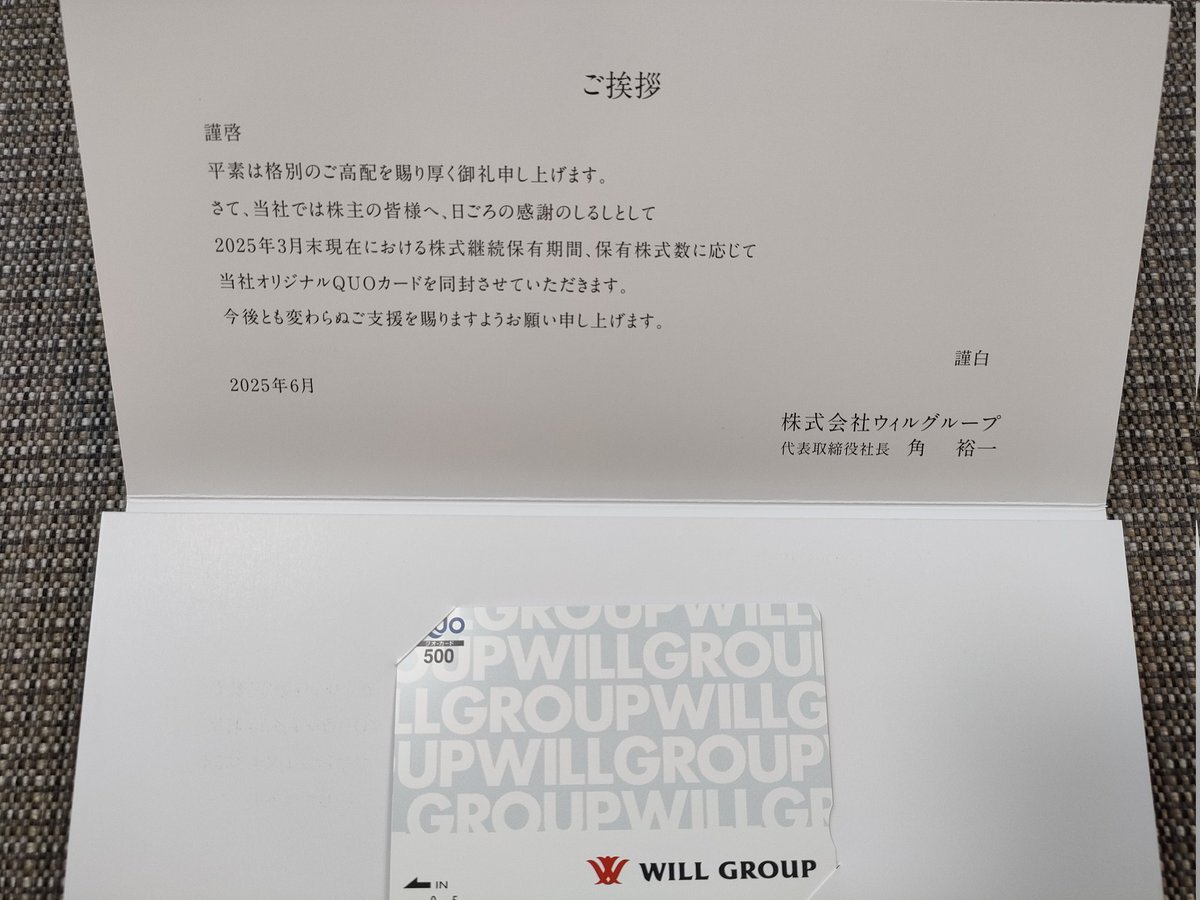 ご挨拶
謹啓
平素は格別のご高配を賜り厚く御礼申し上げます。
さて、当社では株主の皆様へ、日ごろの感謝のしるしとして
2025年3月末現在における株式継続保有期間、保有株式数に応じて
当社オリジナルQUOカードを同封させていただきます。
今後とも変わらぬご支援を賜りますようお願い申し上げます。
謹白
2025年6月
株式会社ウィルグループ
代表取締役社長 角 裕一
QUO
クオ・カード
500
GROUPWILL
OUPWILLGROU
LLGROUPWILLG
UPWILLGROUP
GROUPWILLGR
WILL GROUP
IN
0 5